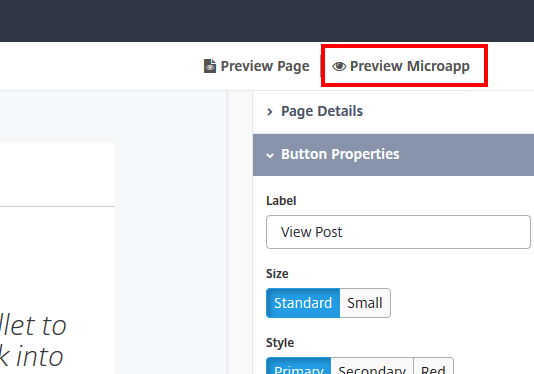 Preview Page Preview Microapp
Page Details
Button Properties
Label
View Post
Size
Standard Small
Style
Primary Secondary Red
to
into